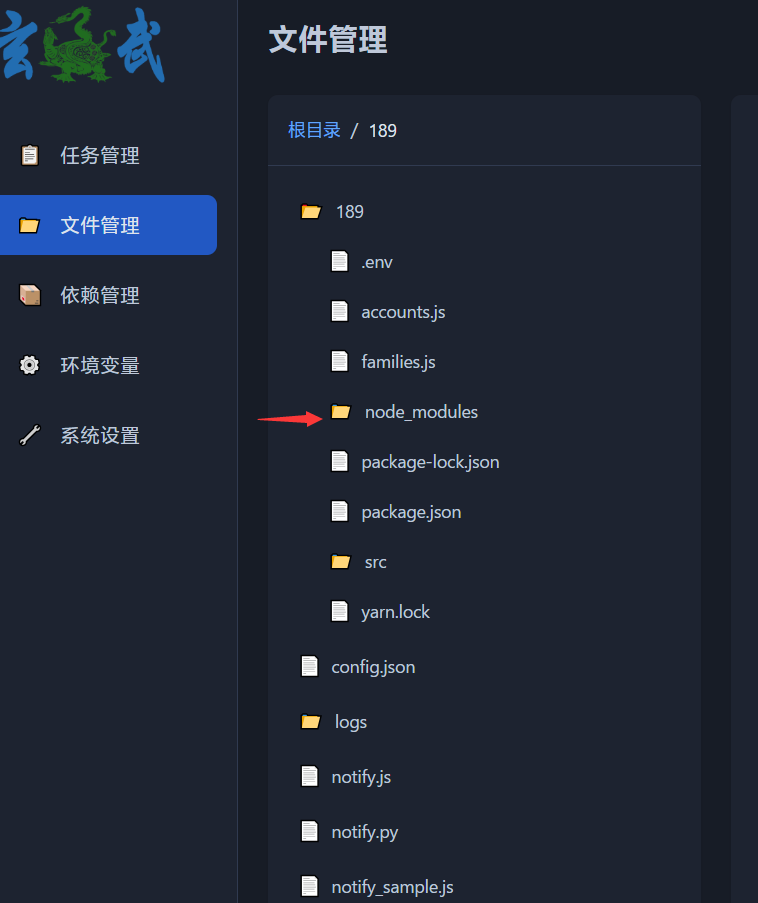 玄武
文件管理
根目录 / 189
任务管理
文件管理
依赖管理
环境变量
系统设置
189
.env
accounts.js
families.js
node_modules
package-lock.json
package.json
src
yarn.lock
config.json
logs
notify.js
notify.py
notify_sample.js